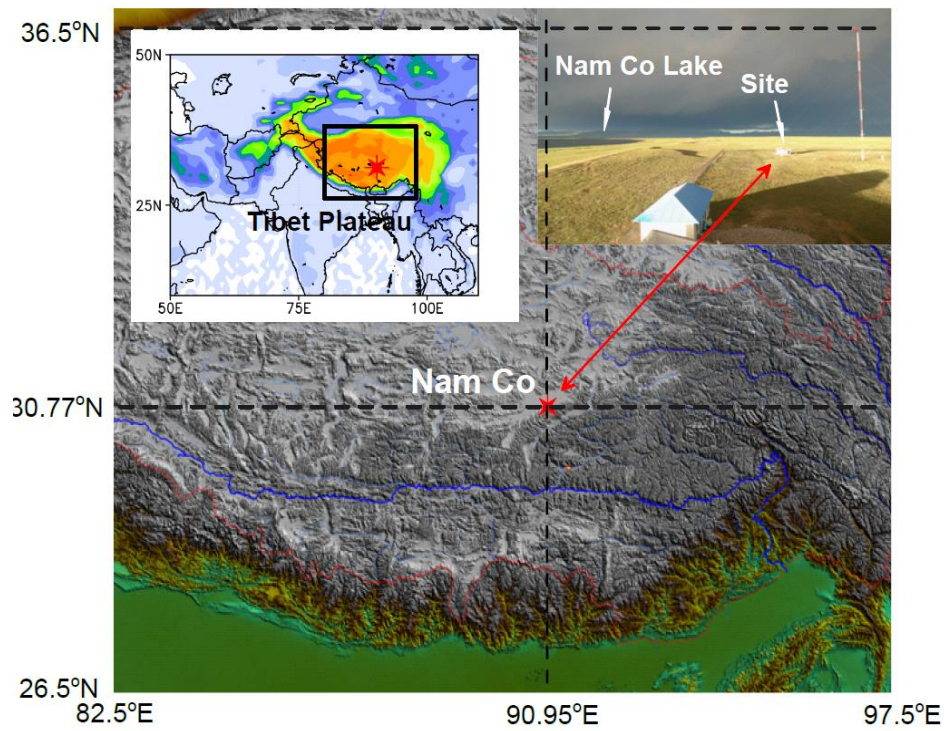 36.5°N
50N
25N
50E
75E
100E
Tibet Plateau
Nam Co Lake
Site
Nam Co
30.77°N
26.5°N
82.5°E
90.95°E
97.5°E